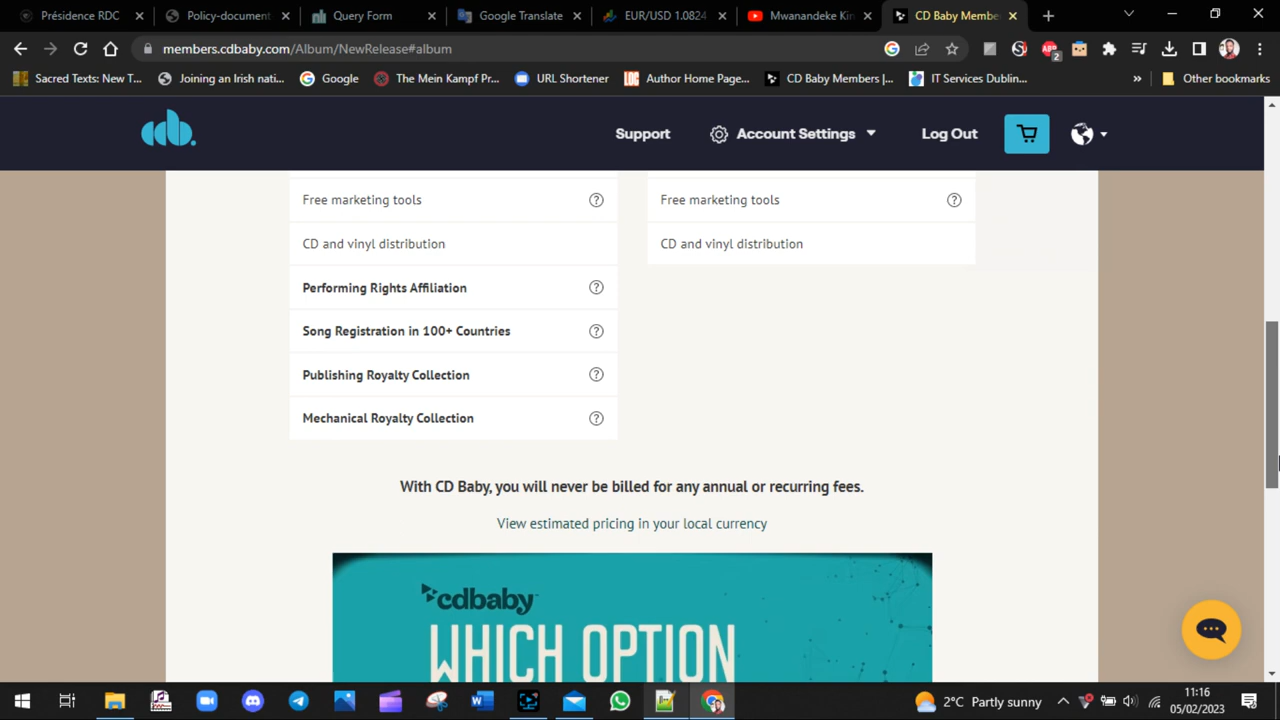 Présidence RDC
Policy-document
Query Form
Google Translate
EUR/USD 1.0824
Mwanandeke Kin
CD Baby Membe
members.cdbaby.com/Album/NewRelease#album
2
Sacred Texts: New T...
Joining an Irish nati...
Google
The Mein Kampf Pr...
URL Shortener
Author Home Page...
CD Baby Members |...
IT Services Dublin...
»
Other bookmarks
cdb.
Support
Account Settings
Log Out
Free marketing tools
?
Free marketing tools
?
CD and vinyl distribution
CD and vinyl distribution
Performing Rights Affiliation
?
Song Registration in 100+ Countries
?
Publishing Royalty Collection
?
Mechanical Royalty Collection
?
With CD Baby, you will never be billed for any annual or recurring fees.
View estimated pricing in your local currency
cdbaby
WHICH OPTION
2°C Partly sunny
11:16
05/02/2023